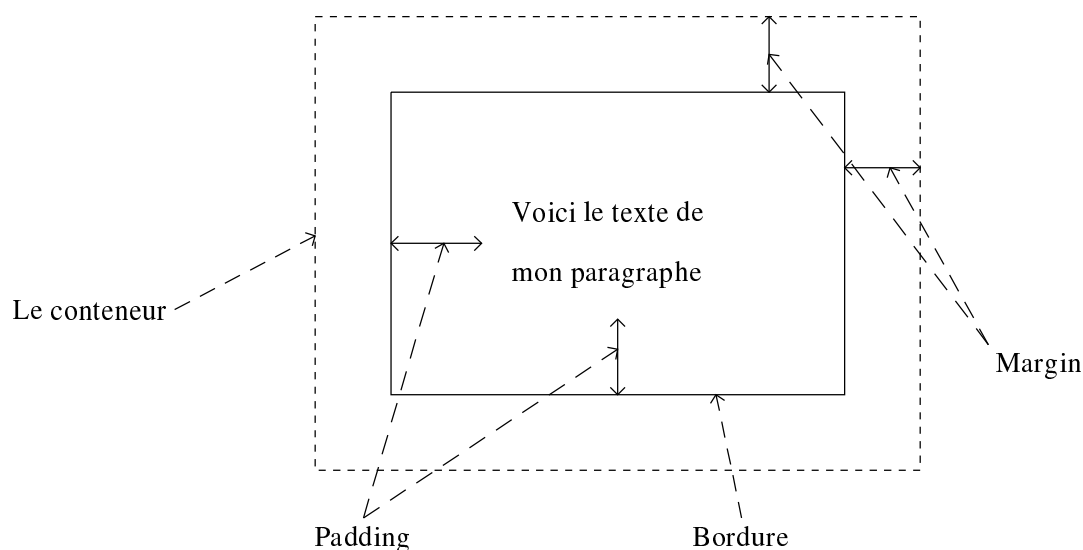 Voici le texte de
mon paragraphe
Le conteneur
Margin
Padding
Bordure